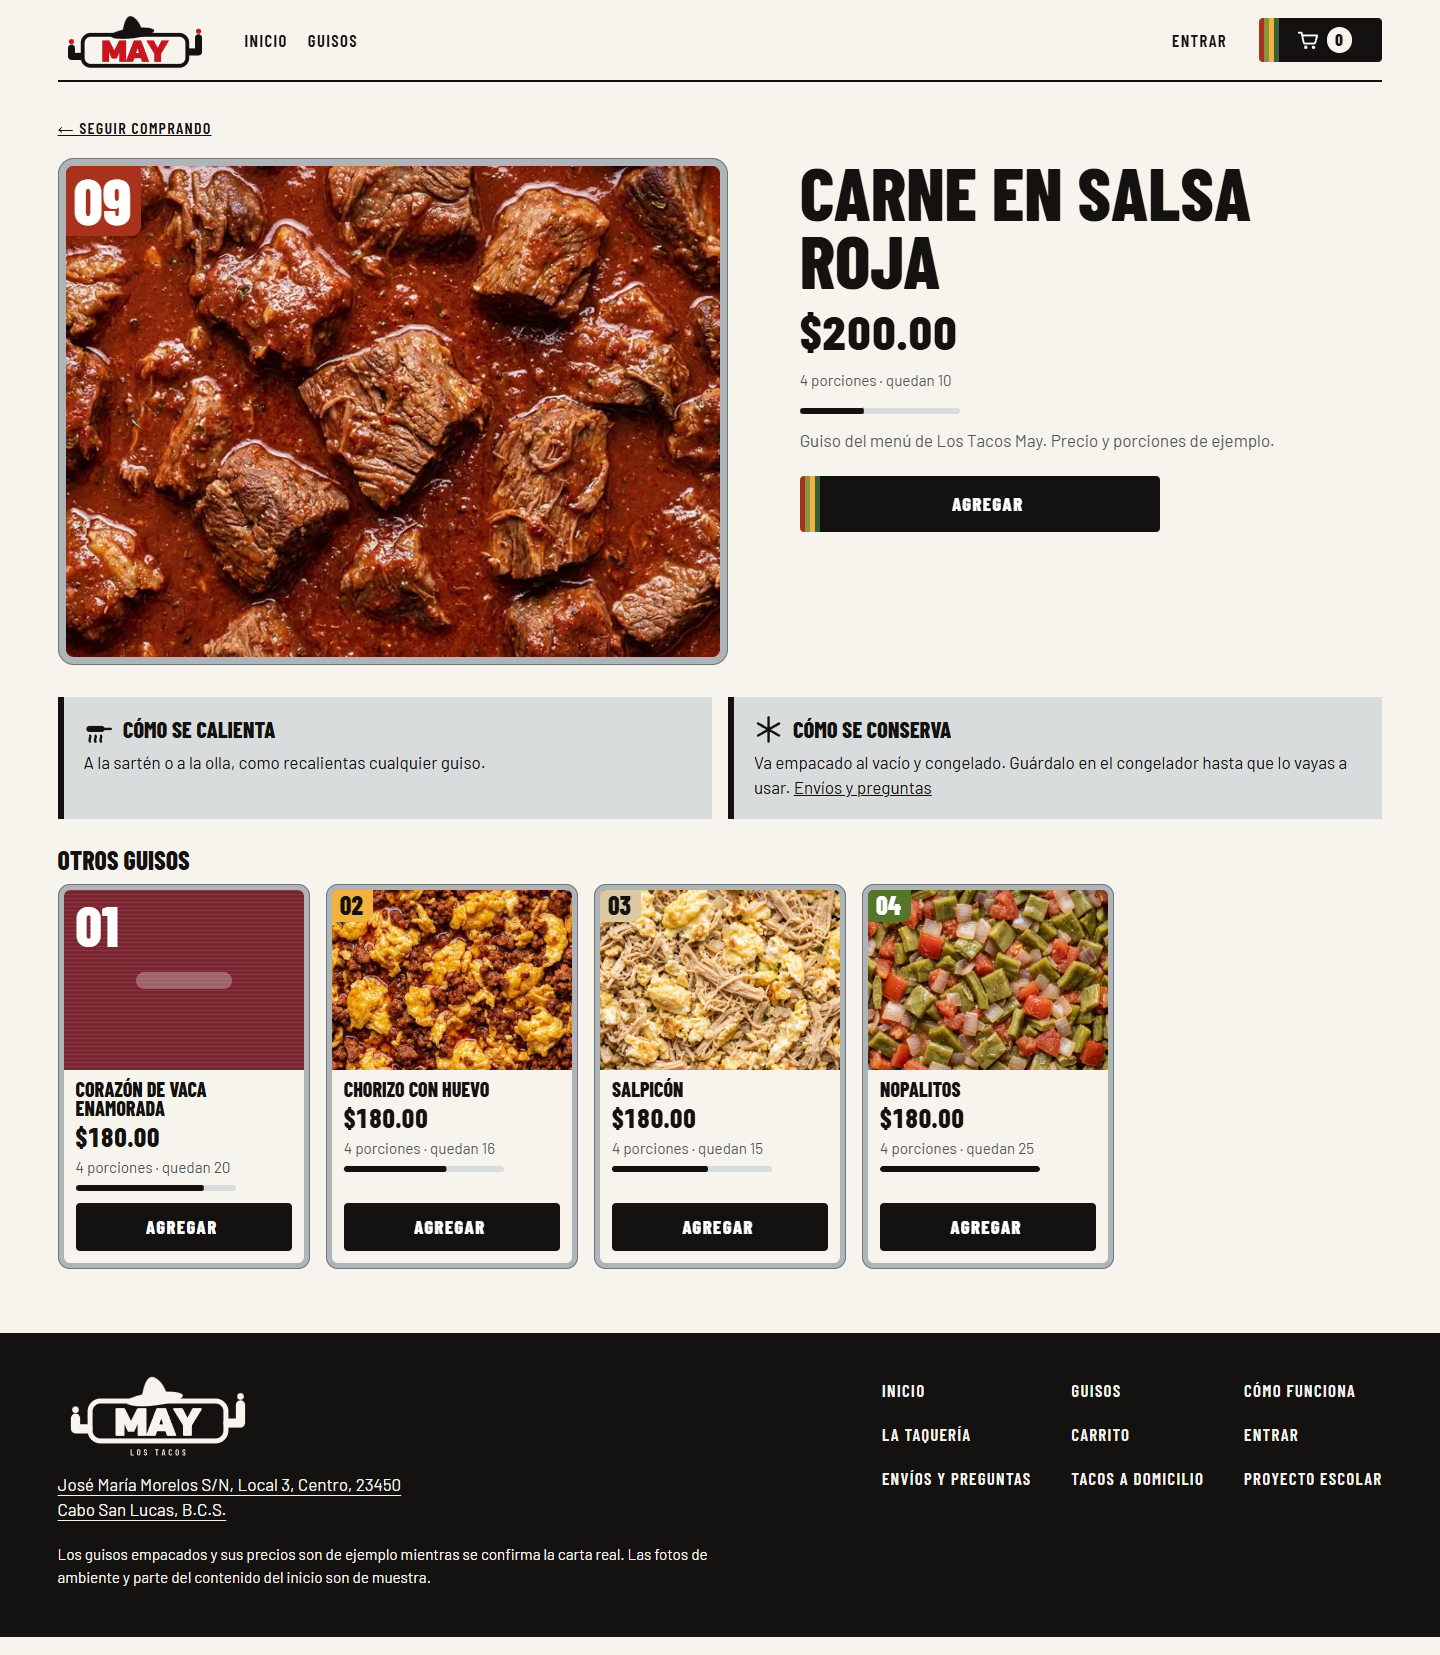 MAY
INICIO
GUISOS
ENTRAR
0
← SEGUIR COMPRANDO
09
CARNE EN SALSA
ROJA
$200.00
4 porciones · quedan 10
Guiso del menú de Los Tacos May. Precio y porciones de ejemplo.
AGREGAR
CÓMO SE CALIENTA
A la sartén o a la olla, como recalientas cualquier guiso.
CÓMO SE CONSERVA
Va empacado al vacío y congelado. Guárdalo en el congelador hasta que lo vayas a
usar. Envíos y preguntas
OTROS GUISOS
01
CORAZÓN DE VACA
ENAMORADA
$180.00
4 porciones · quedan 20
AGREGAR
02
CHORIZO CON HUEVO
$180.00
4 porciones · quedan 16
AGREGAR
03
SALPICÓN
$180.00
4 porciones · quedan 15
AGREGAR
04
NOPALITOS
$180.00
4 porciones · quedan 25
AGREGAR
MAY
LOS TACOS
José María Morelos S/N, Local 3, Centro, 23450
Cabo San Lucas, B.C.S.
Los guisos empacados y sus precios son de ejemplo mientras se confirma la carta real. Las fotos de
ambiente y parte del contenido del inicio son de muestra.
INICIO
GUISOS
CÓMO FUNCIONA
LA TAQUERÍA
CARRITO
ENTRAR
ENVÍOS Y PREGUNTAS
TACOS A DOMICILIO
PROYECTO ESCOLAR